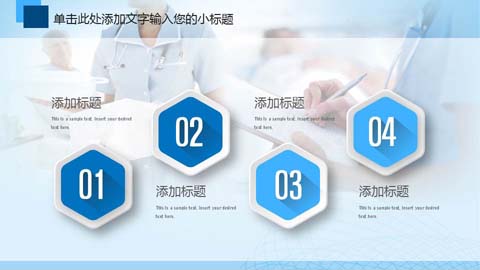 单击此处添加文字输入您的小标题
添加标题
This is a sample text. Insert your desired
text here.
01
02
添加标题
This is a sample text. Insert your desired
text here.
添加标题
This is a sample text. Insert your desired
text here.
03
04
添加标题
This is a sample text. Insert your desired
text here.